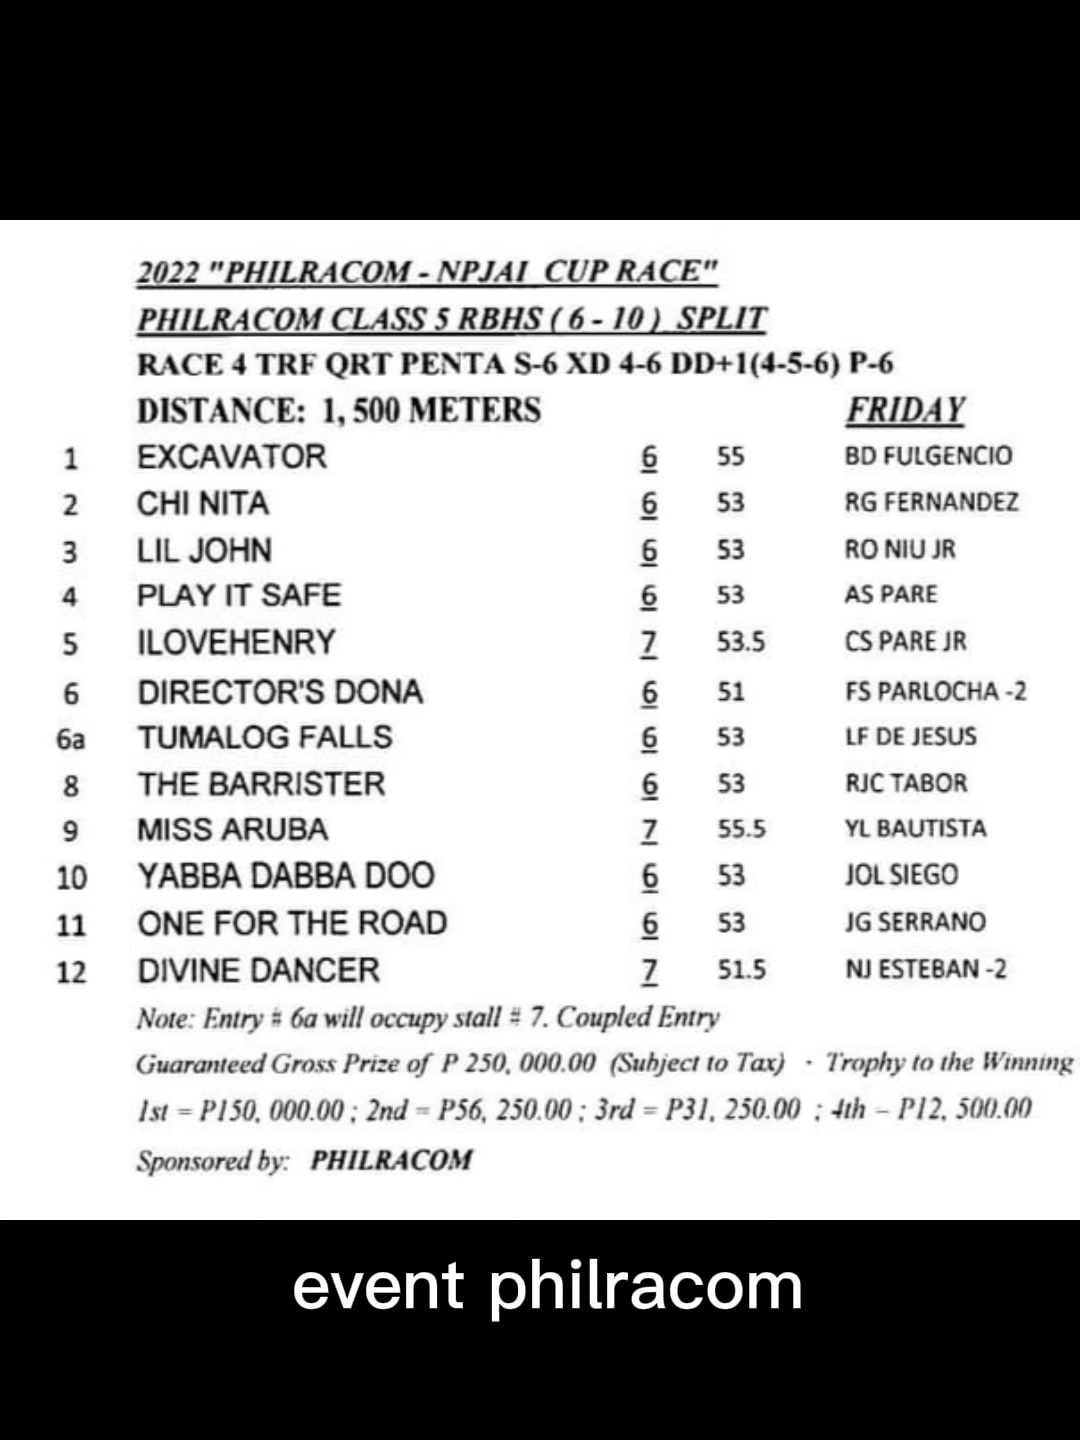 2022 "PHILRACOM - NPJAI CUP RACE"
PHILRACOM CLASS 5 RBHS ( 6 - 10 ) SPLIT
RACE 4 TRF QRT PENTA S-6 XD 4-6 DD+1(4-5-6) P-6
DISTANCE: 1, 500 METERS FRIDAY
1 EXCAVATOR 6 55 BD FULGENCIO
2 CHI NITA 6 53 RG FERNANDEZ
3 LIL JOHN 6 53 RO NIU JR
4 PLAY IT SAFE 6 53 AS PARE
5 ILOVEHENRY 7 53.5 CS PARE JR
6 DIRECTOR'S DONA 6 51 FS PARLOCHA -2
6a TUMALOG FALLS 6 53 LF DE JESUS
8 THE BARRISTER 6 53 RJC TABOR
9 MISS ARUBA 7 55.5 YL BAUTISTA
10 YABBA DABBA DOO 6 53 JOL SIEGO
11 ONE FOR THE ROAD 6 53 JG SERRANO
12 DIVINE DANCER 7 51.5 NJ ESTEBAN -2
Note: Entry # 6a will occupy stall # 7. Coupled Entry
Guaranteed Gross Prize of P 250, 000.00 (Subject to Tax) - Trophy to the Winning
1st = P150, 000.00 ; 2nd = P56, 250.00 ; 3rd = P31, 250.00 ; 4th – P12, 500.00
Sponsored by: PHILRACOM
event philracom